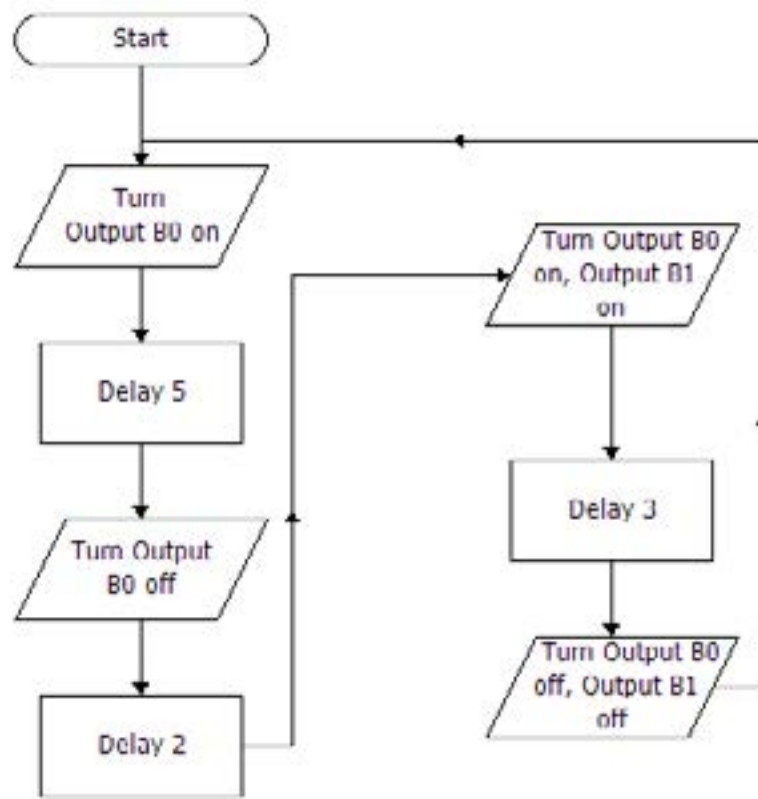 Start
Turn
Output B0 on
Delay 5
Turn Output
B0 off
Delay 2
Turn Output B0
on, Output B1
on
Delay 3
Turn Output B0
off, Output B1
off